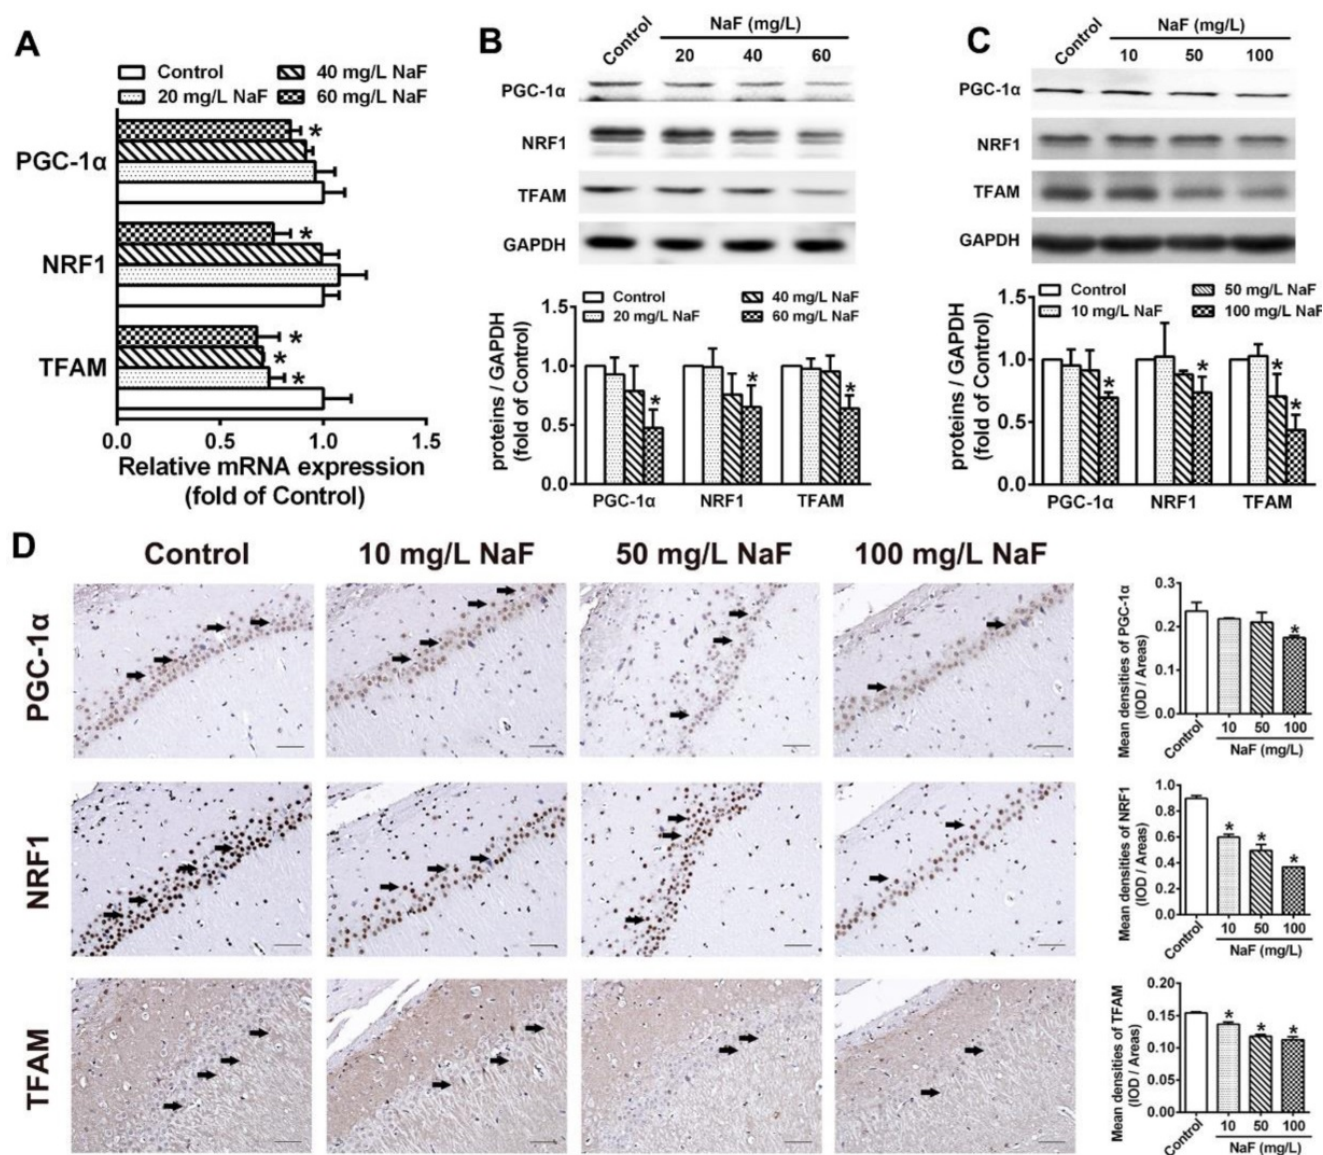 A
Control
40 mg/L NaF
20 mg/L NaF
60 mg/L NaF
PGC-1α
*
NRF1
*
TFAM
*
*
*
0.0 0.5 1.0 1.5
Relative mRNA expression
(fold of Control)
B
Control
NaF (mg/L)
20 40 60
PGC-1α
NRF1
TFAM
GAPDH
Control
40 mg/L NaF
20 mg/L NaF
60 mg/L NaF
proteins / GAPDH
(fold of Control)
1.5
1.0
0.5
0.0
* * *
PGC-1α NRF1 TFAM
C
Control
NaF (mg/L)
10 50 100
PGC-1α
NRF1
TFAM
GAPDH
Control
50 mg/L NaF
10 mg/L NaF
100 mg/L NaF
proteins / GAPDH
(fold of Control)
1.5
1.0
0.5
0.0
* * * *
PGC-1α NRF1 TFAM
D
Control 10 mg/L NaF 50 mg/L NaF 100 mg/L NaF
PGC-1α
Mean densities of PGC-1α
(IOD / Areas)
0.3
0.2
0.1
0.0
*
Control 10 50 100
NaF (mg/L)
NRF1
Mean densities of NRF1
(IOD / Areas)
1.0
0.8
0.6
0.4
0.2
0.0
* * *
Control 10 50 100
NaF (mg/L)
TFAM
Mean densities of TFAM
(IOD / Areas)
0.20
0.15
0.10
0.05
0.00
* * *
Control 10 50 100
NaF (mg/L)